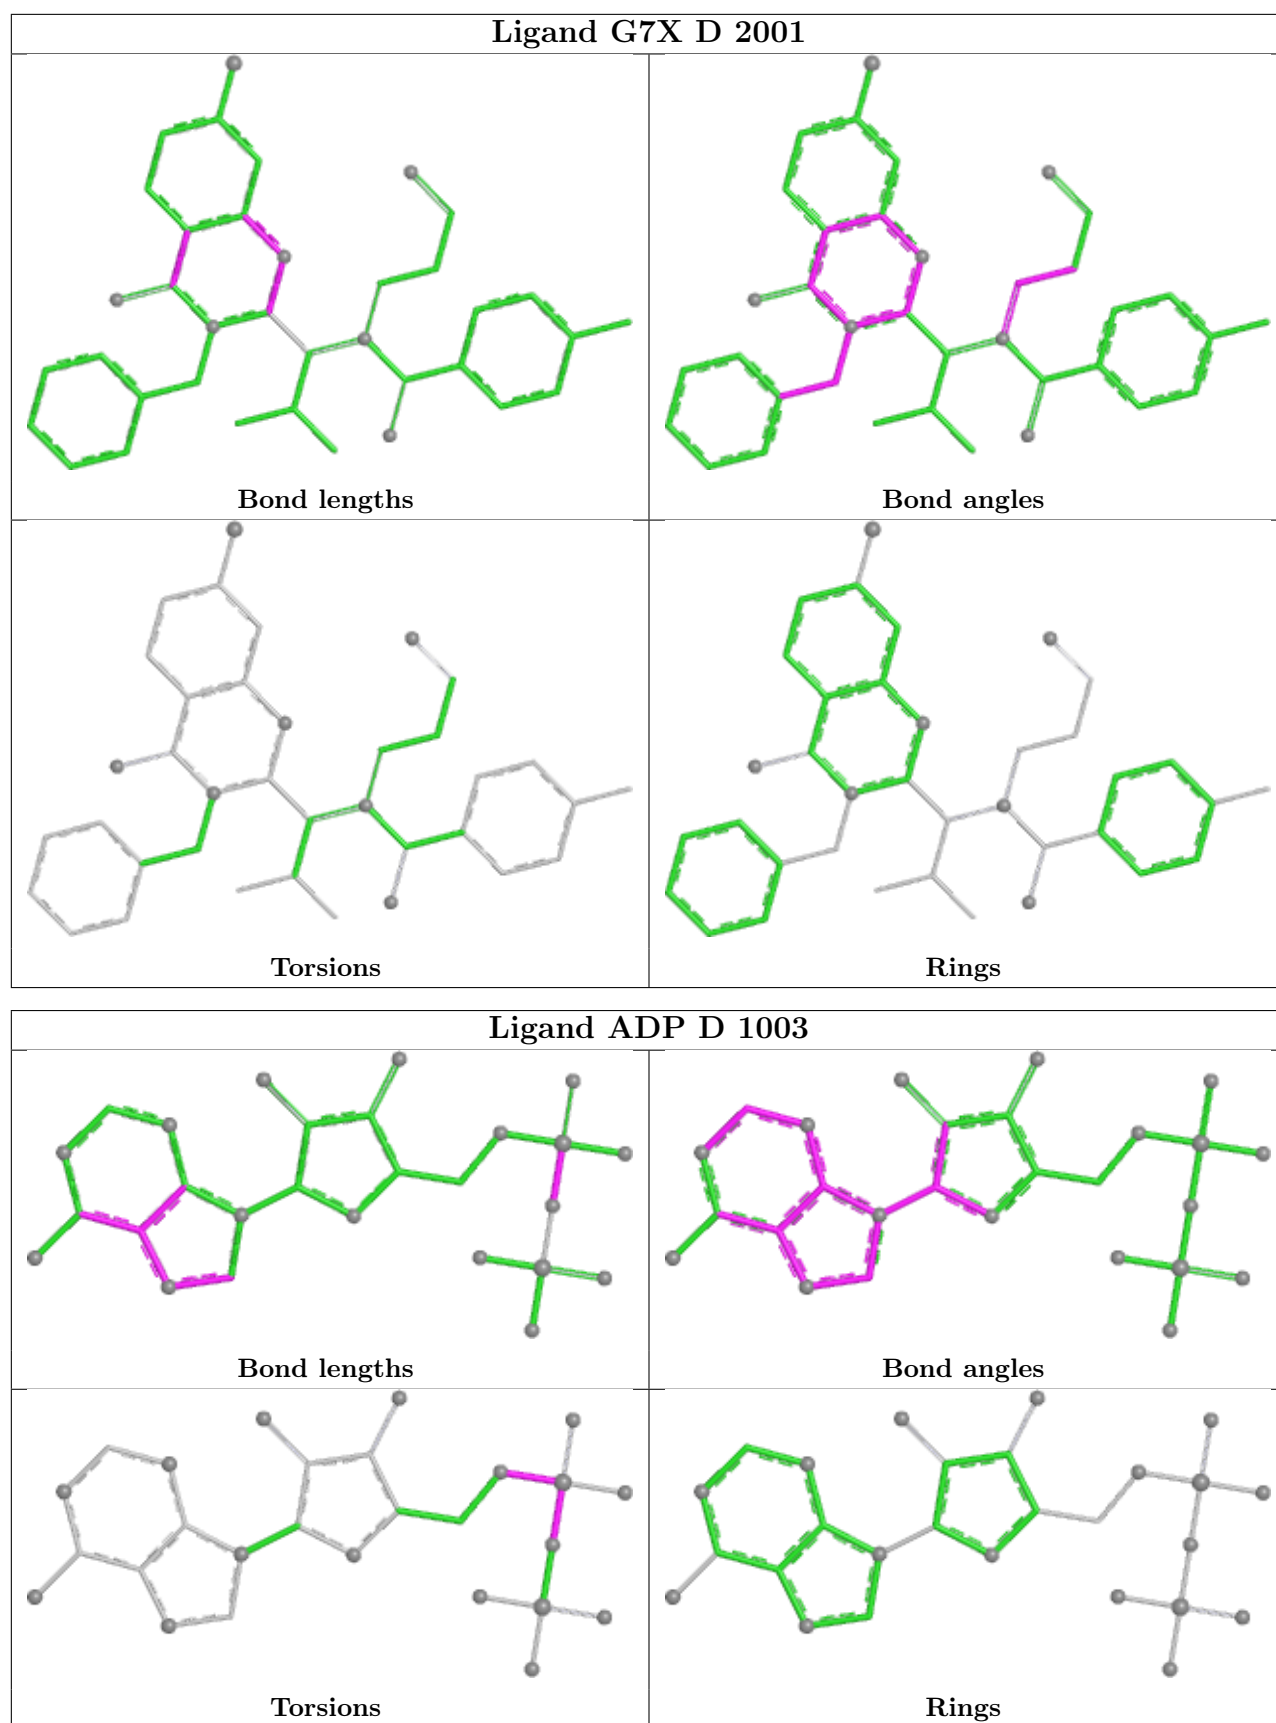 Ligand G7X D 2001
Bond lengths
Bond angles
Torsions
Rings
Ligand ADP D 1003
Bond lengths
Bond angles
Torsions
Rings